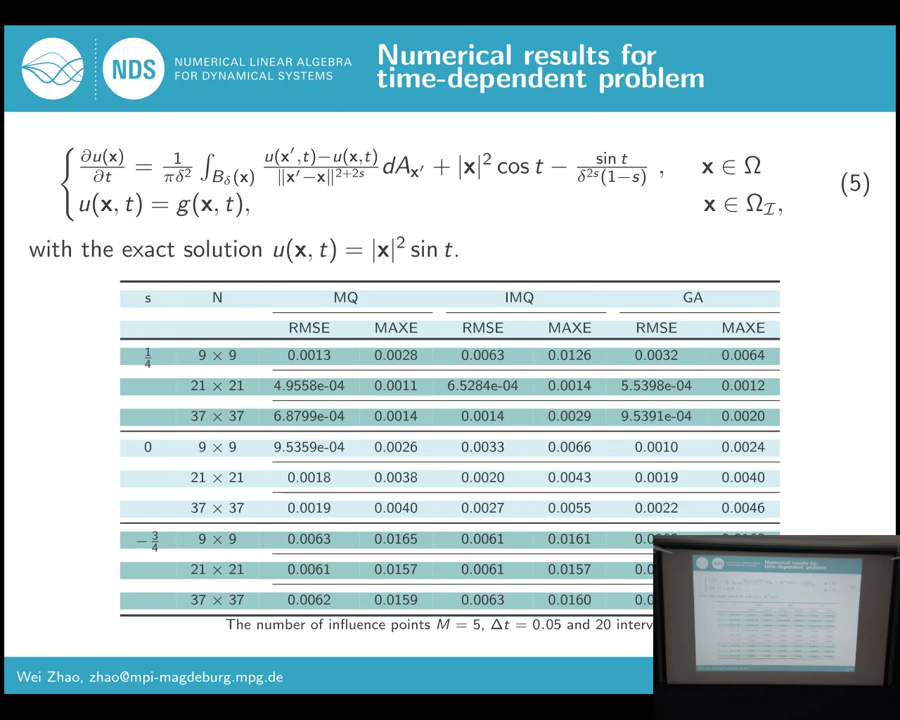 NDS
NUMERICAL LINEAR ALGEBRA
FOR DYNAMICAL SYSTEMS
Numerical results for
time-dependent problem
{ ∂u(x)/∂t = 1/(πδ²) ∫_{B_δ(x)} (u(x′,t)−u(x,t))/||x′−x||^{2+2s} dA_{x′} + |x|² cos t − sin t/(δ^{2s}(1−s)) , x ∈ Ω
u(x, t) = g(x, t), x ∈ Ω_I, (5)
with the exact solution u(x, t) = |x|² sin t.
s N MQ IMQ GA
RMSE MAXE RMSE MAXE RMSE MAXE
1/4 9 × 9 0.0013 0.0028 0.0063 0.0126 0.0032 0.0064
21 × 21 4.9558e-04 0.0011 6.5284e-04 0.0014 5.5398e-04 0.0012
37 × 37 6.8799e-04 0.0014 0.0014 0.0029 9.5391e-04 0.0020
0 9 × 9 9.5359e-04 0.0026 0.0033 0.0066 0.0010 0.0024
21 × 21 0.0018 0.0038 0.0020 0.0043 0.0019 0.0040
37 × 37 0.0019 0.0040 0.0027 0.0055 0.0022 0.0046
−3/4 9 × 9 0.0063 0.0165 0.0061 0.0161
21 × 21 0.0061 0.0157 0.0061 0.0157
37 × 37 0.0062 0.0159 0.0063 0.0160
The number of influence points M = 5, Δt = 0.05 and 20
Wei Zhao, zhao@mpi-magdeburg.mpg.de
Numerical results for
time-dependent problem